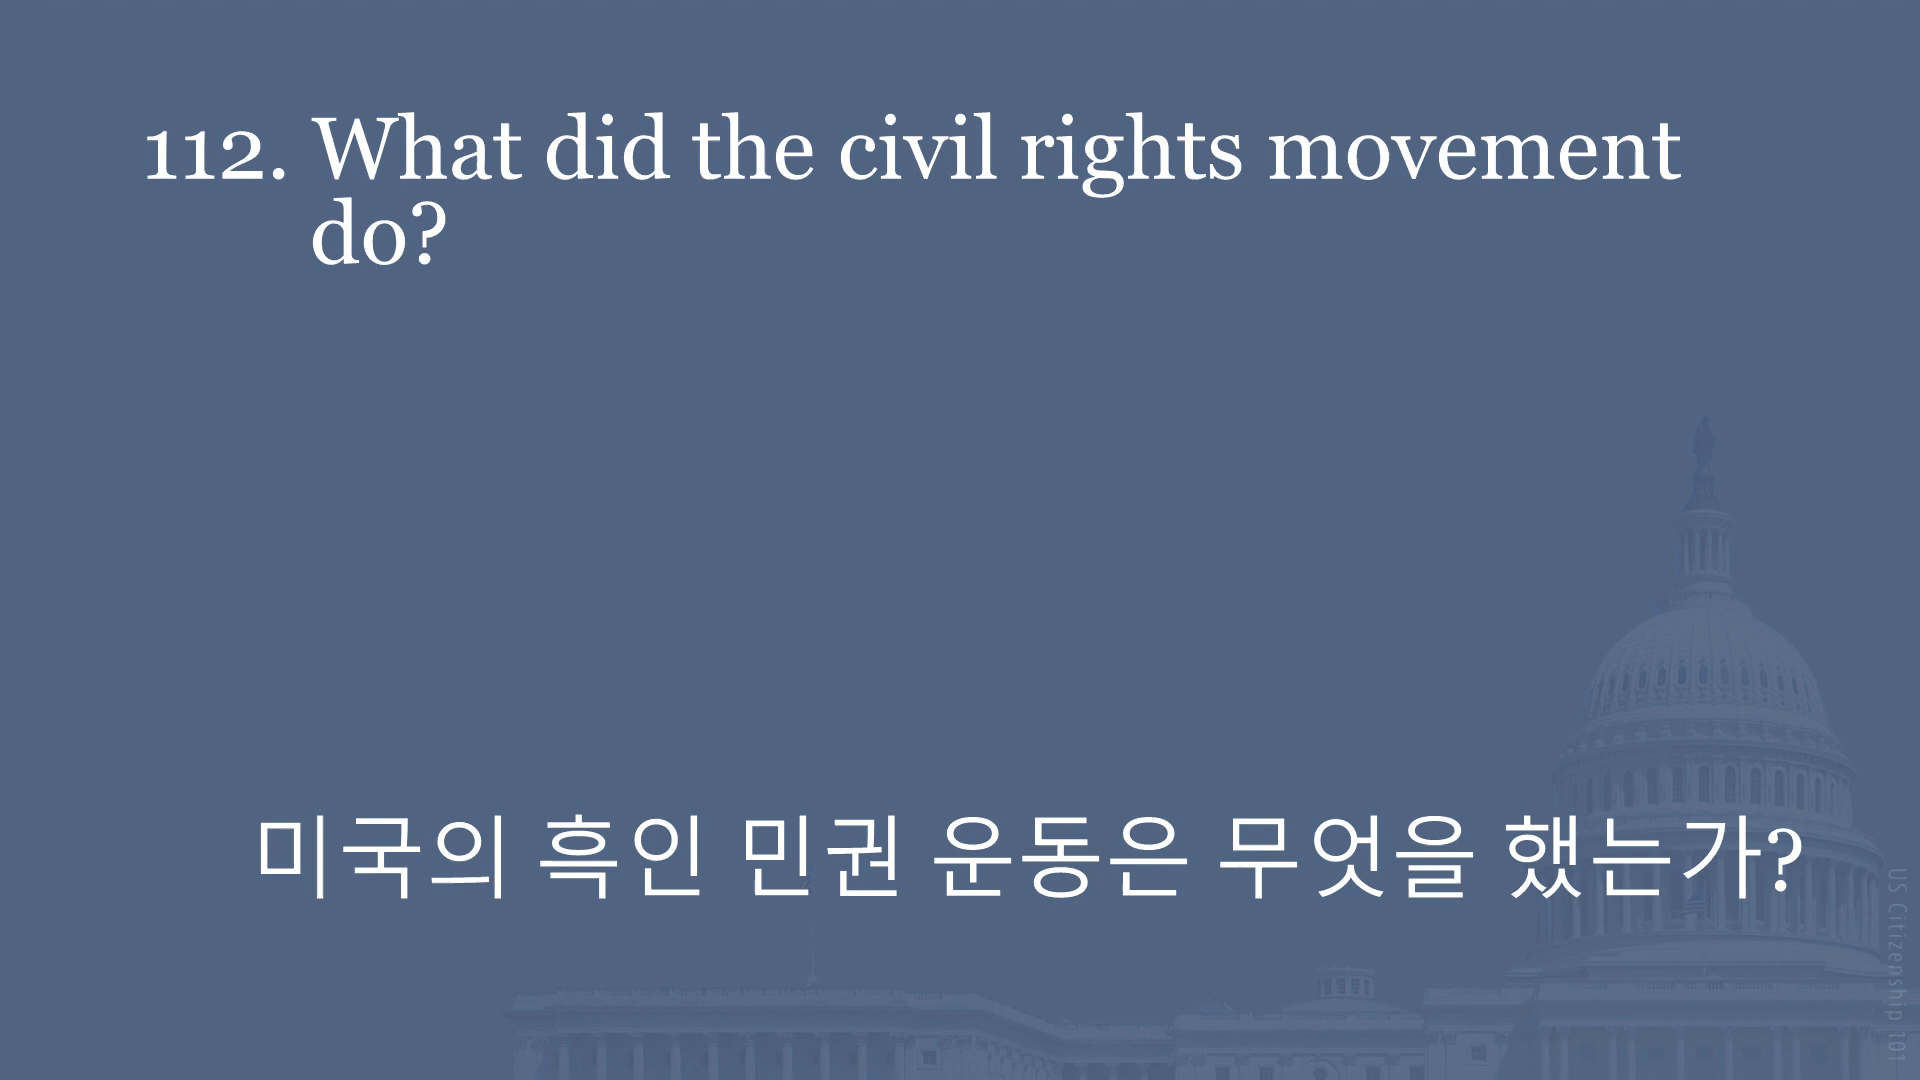 112. What did the civil rights movement
do?
미국의 흑인 민권 운동은 무엇을 했는가?
US Citizenship 101